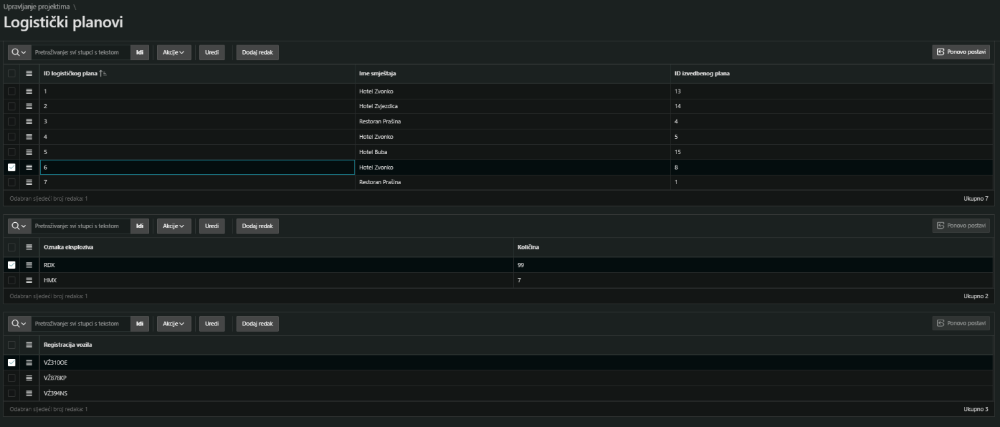 Upravljanje projektima \
Logistički planovi
Pretraživanje: svi stupci s tekstom Idi Akcije Uredi Dodaj redak Ponovo postavi
ID logističkog plana Ime smještaja ID izvedbenog plana
1 Hotel Zvonko 13
2 Hotel Zvjezdica 14
3 Restoran Prašina 4
4 Hotel Zvonko 5
5 Hotel Buba 15
6 Hotel Zvonko 8
7 Restoran Prašina 1
Odabran sljedeći broj redaka: 1 Ukupno 7
Pretraživanje: svi stupci s tekstom Idi Akcije Uredi Dodaj redak Ponovo postavi
Oznaka eksploziva Količina
RDX 99
HMX 7
Odabran sljedeći broj redaka: 1 Ukupno 2
Pretraživanje: svi stupci s tekstom Idi Akcije Uredi Dodaj redak Ponovo postavi
Registracija vozila
VŽ310OE
VŽ878KP
VŽ394NS
Odabran sljedeći broj redaka: 1 Ukupno 3